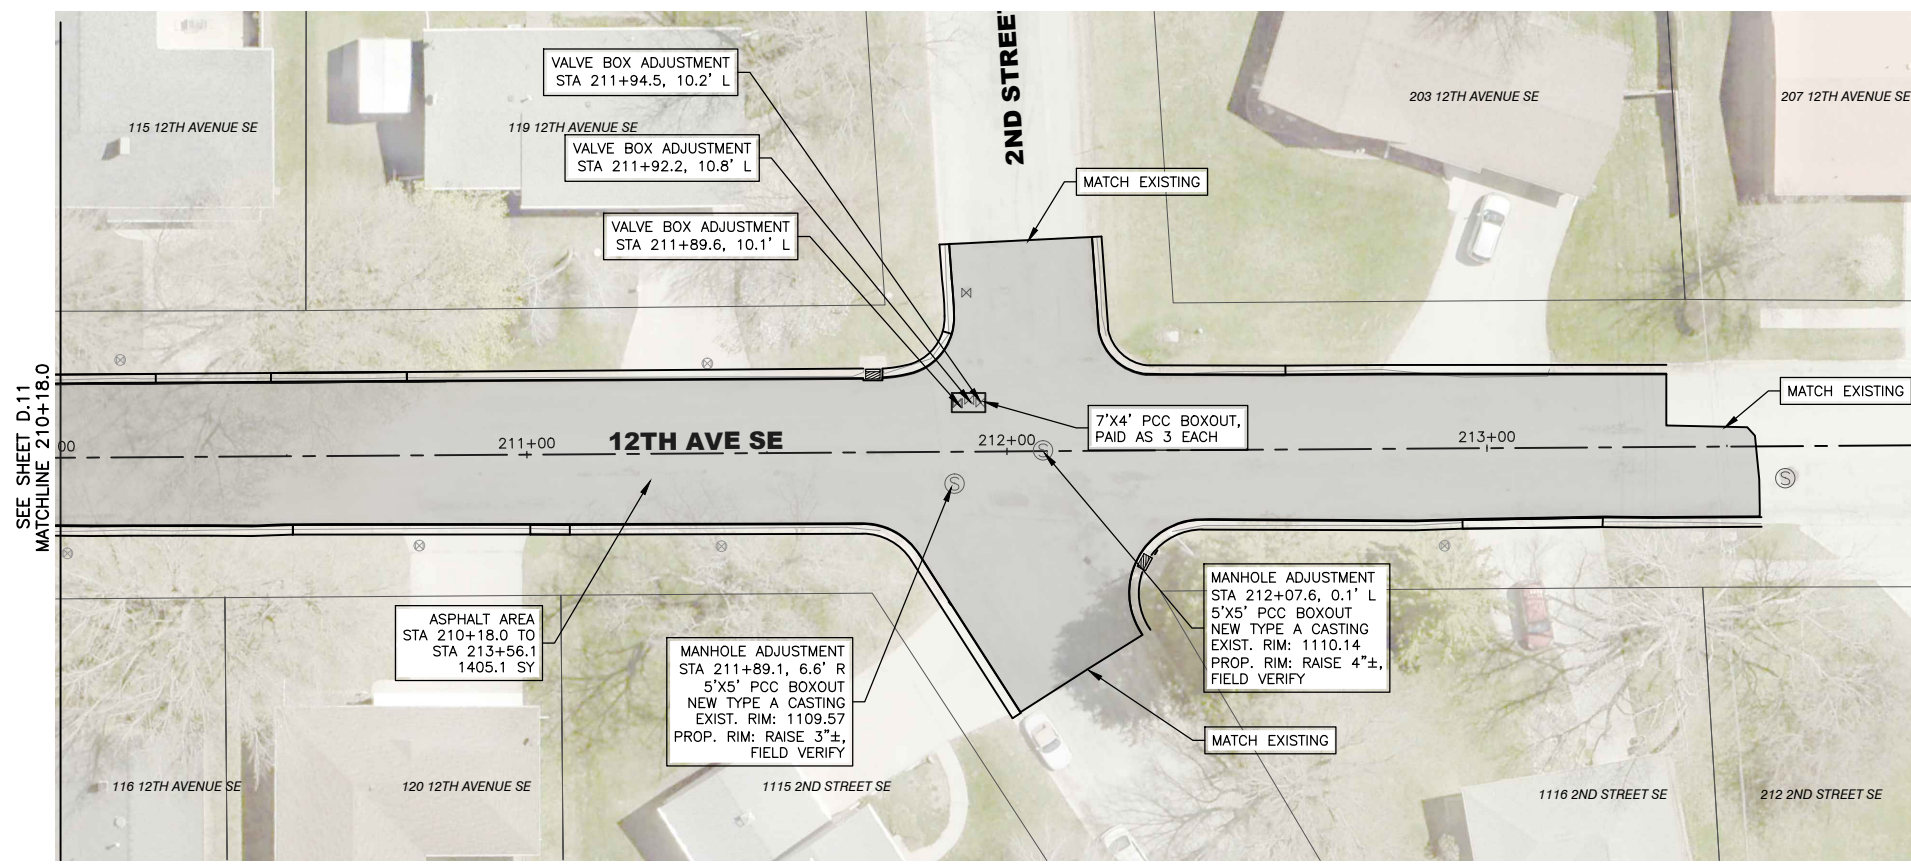 VALVE BOX ADJUSTMENT
STA 211+94.5, 10.2' L
VALVE BOX ADJUSTMENT
STA 211+92.2, 10.8' L
VALVE BOX ADJUSTMENT
STA 211+89.6, 10.1' L
2ND STREET
MATCH EXISTING
115 12TH AVENUE SE
119 12TH AVENUE SE
203 12TH AVENUE SE
207 12TH AVENUE SE
SEE SHEET D.11
MATCHLINE 210+18.0
00
211+00
12TH AVE SE
212+00
213+00
S
S
S
7'X4' PCC BOXOUT,
PAID AS 3 EACH
MATCH EXISTING
ASPHALT AREA
STA 210+18.0 TO
STA 213+56.1
1405.1 SY
MANHOLE ADJUSTMENT
STA 211+89.1, 6.6' R
5'X5' PCC BOXOUT
NEW TYPE A CASTING
EXIST. RIM: 1109.57
PROP. RIM: RAISE 3"±,
FIELD VERIFY
MANHOLE ADJUSTMENT
STA 212+07.6, 0.1' L
5'X5' PCC BOXOUT
NEW TYPE A CASTING
EXIST. RIM: 1110.14
PROP. RIM: RAISE 4"±,
FIELD VERIFY
MATCH EXISTING
116 12TH AVENUE SE
120 12TH AVENUE SE
1115 2ND STREET SE
1116 2ND STREET SE
212 2ND STREET SE